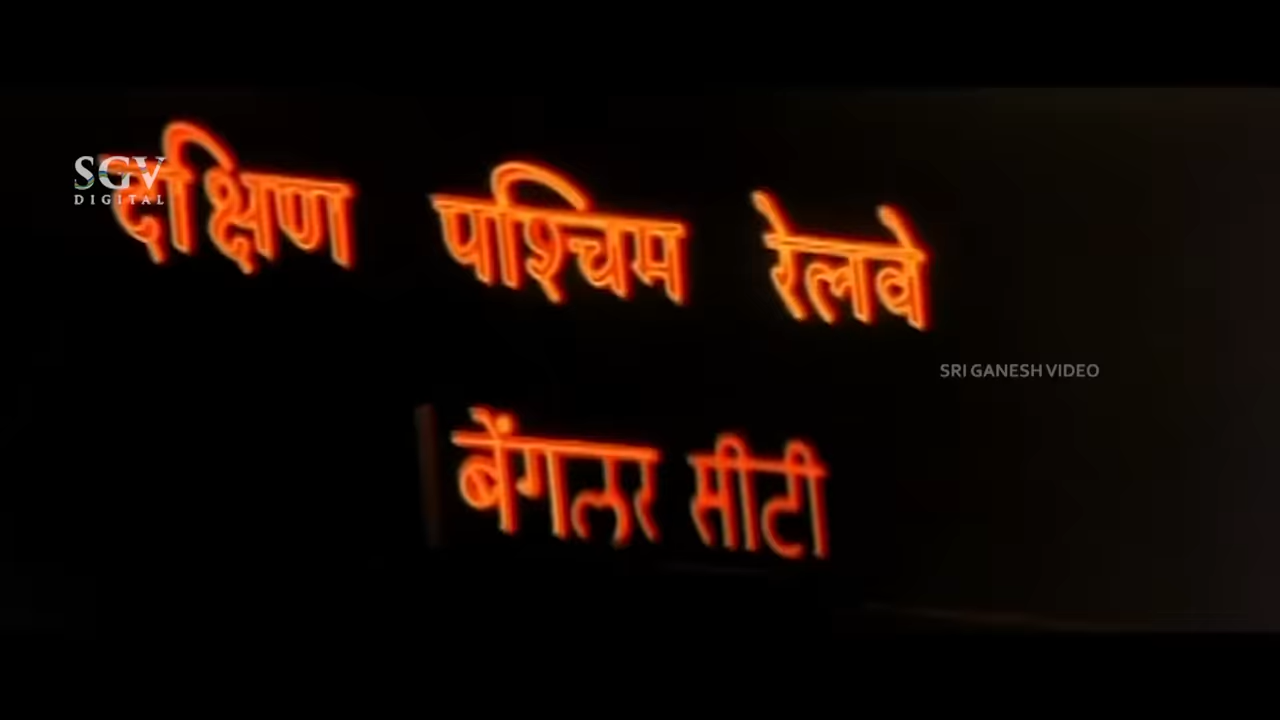 SGV
DIGITAL
दक्षिण पश्चिम रेलवे
SRI GANESH VIDEO
बेंगलर सीटी